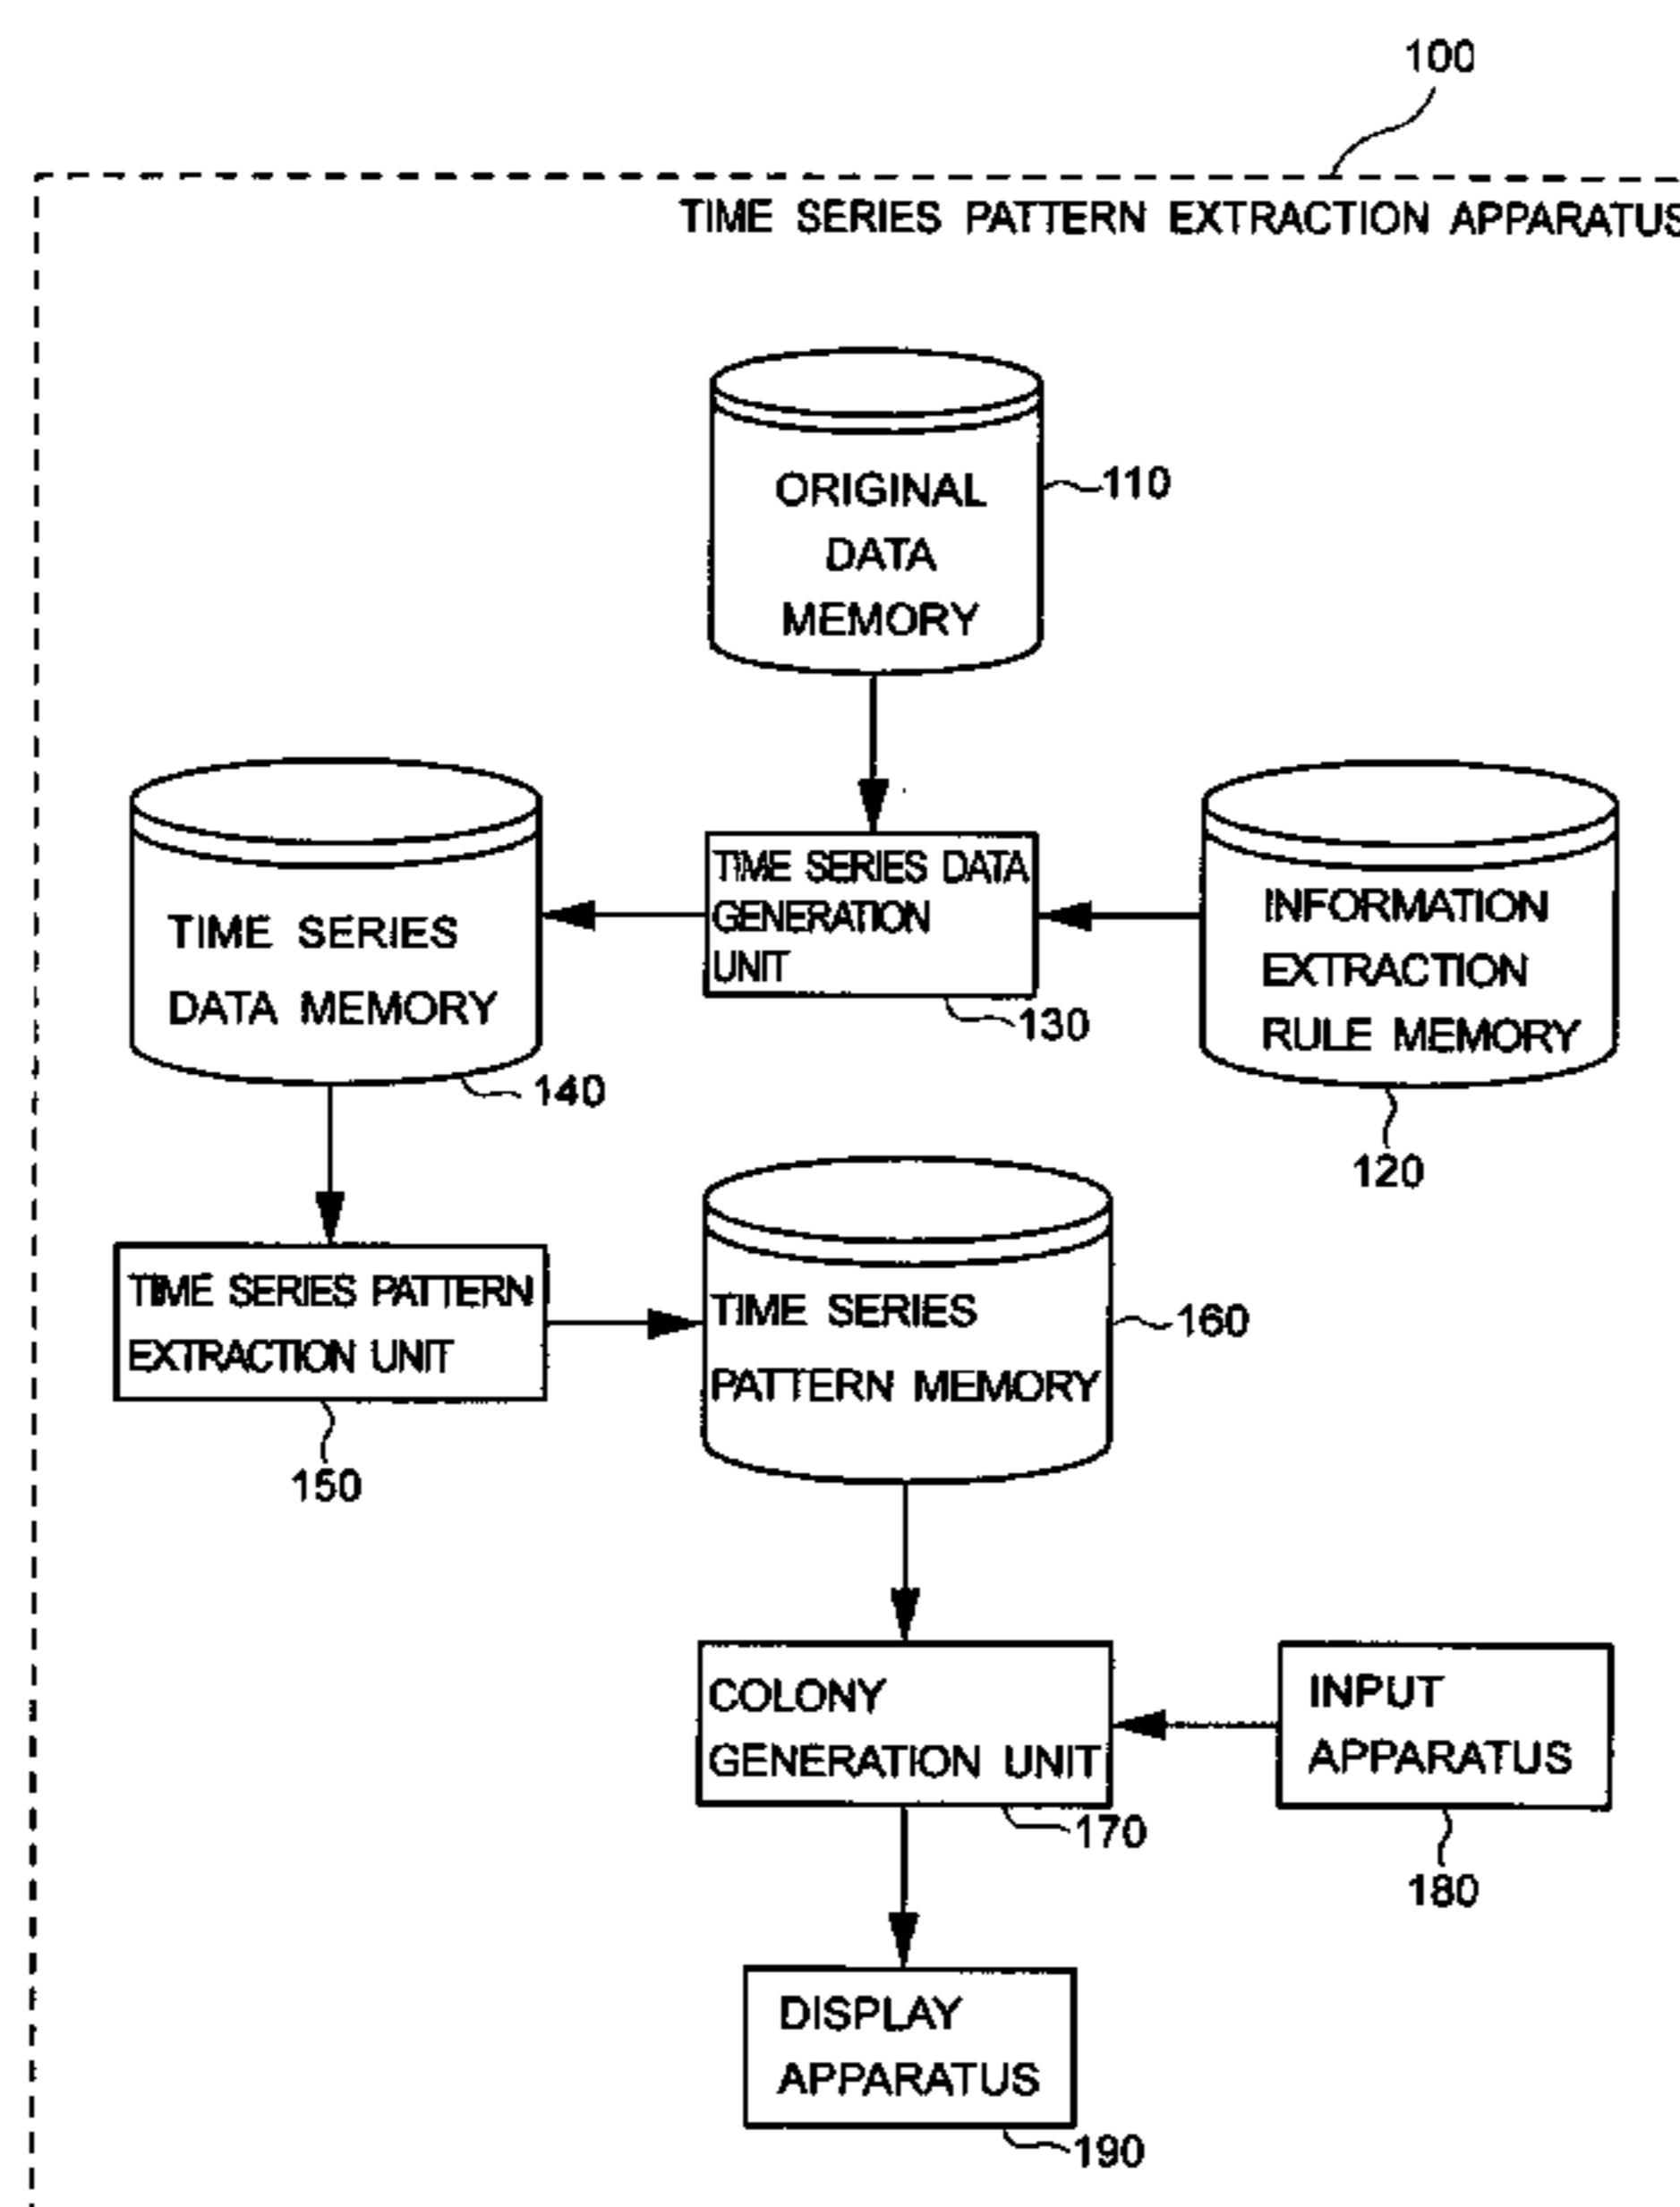 100
TIME SERIES PATTERN EXTRACTION APPARATUS
ORIGINAL
DATA
MEMORY
110
TIME SERIES DATA
GENERATION
UNIT
130
TIME SERIES
DATA MEMORY
140
INFORMATION
EXTRACTION
RULE MEMORY
120
TIME SERIES PATTERN
EXTRACTION UNIT
150
TIME SERIES
PATTERN MEMORY
160
COLONY
GENERATION UNIT
170
INPUT
APPARATUS
180
DISPLAY
APPARATUS
190